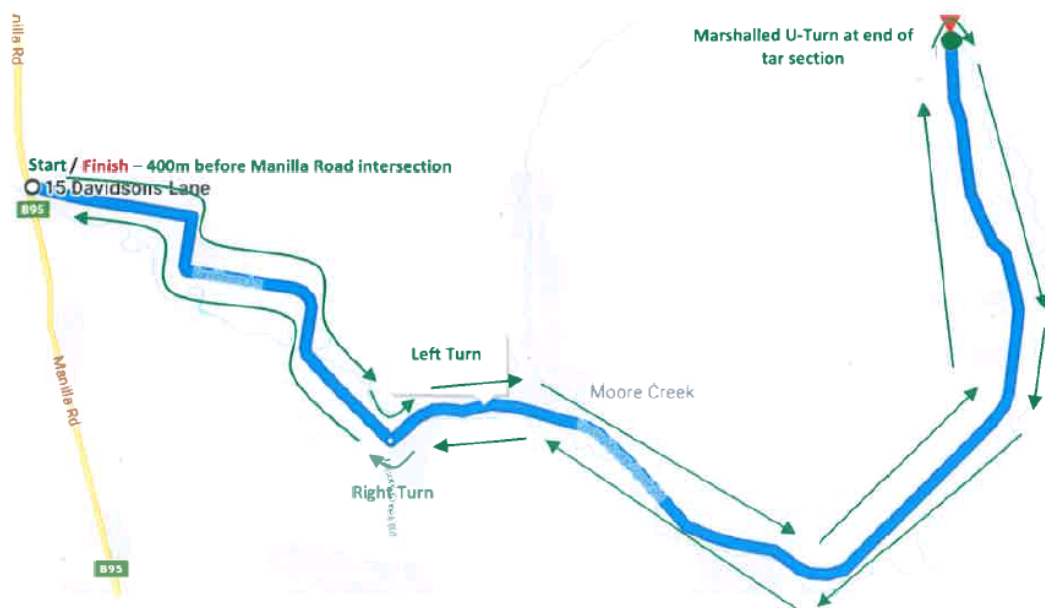 nilla Rd
Marshalled U-Turn at end of
tar section
Start / Finish – 400m before Manilla Road intersection
15 Davidsons Lane
B95
Left Turn
Manilla Rd
Moore Creek
Right Turn
B95